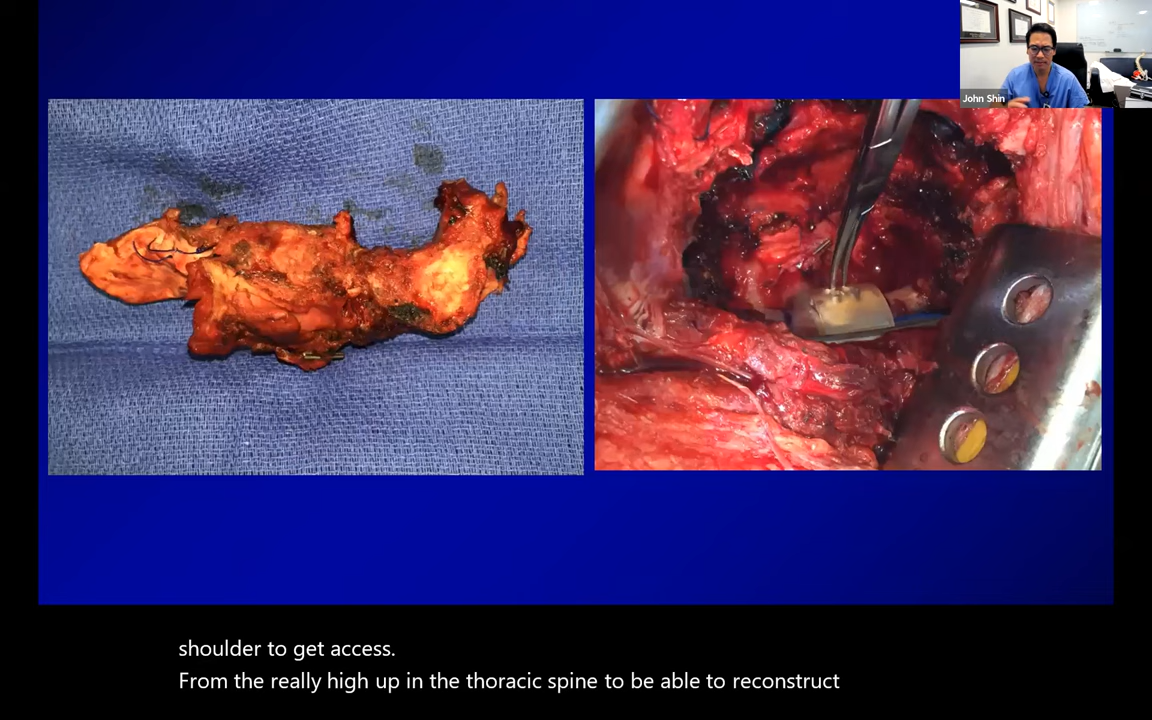 John Shin
shoulder to get access.
From the really high up in the thoracic spine to be able to reconstruct